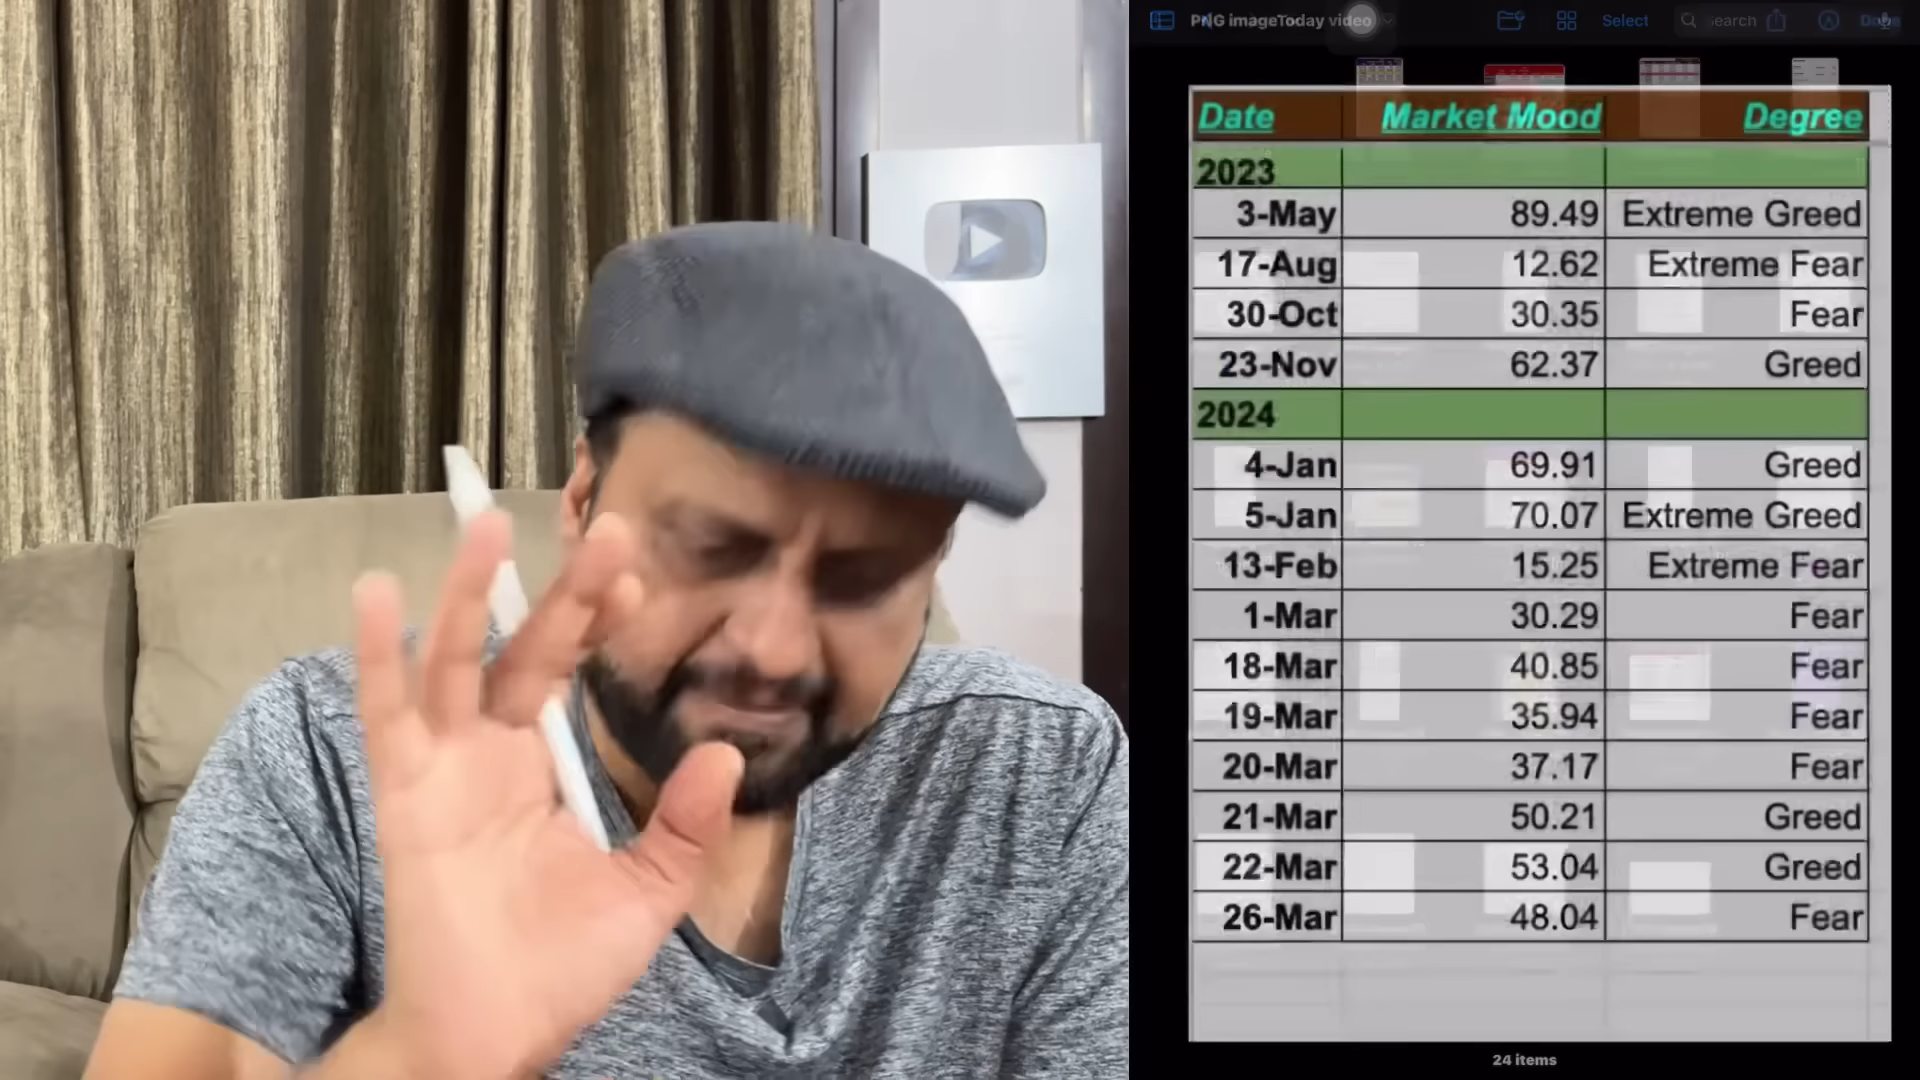 PNG image Today video
Select
Search
Date Market Mood Degree
2023
3-May 89.49 Extreme Greed
17-Aug 12.62 Extreme Fear
30-Oct 30.35 Fear
23-Nov 62.37 Greed
2024
4-Jan 69.91 Greed
5-Jan 70.07 Extreme Greed
13-Feb 15.25 Extreme Fear
1-Mar 30.29 Fear
18-Mar 40.85 Fear
19-Mar 35.94 Fear
20-Mar 37.17 Fear
21-Mar 50.21 Greed
22-Mar 53.04 Greed
26-Mar 48.04 Fear
24 items